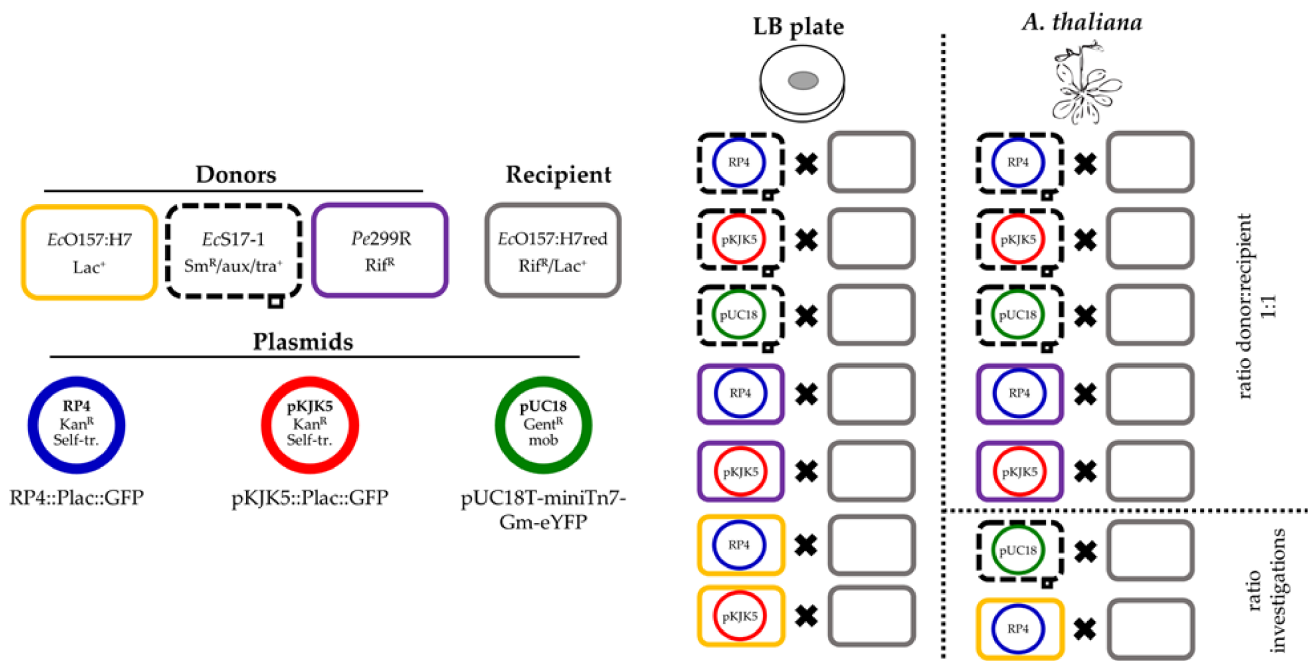 Donors
Recipient
EcO157:H7
Lac⁺
EcS17-1
Smᴿ/aux/tra⁺
Pe299R
Rifᴿ
EcO157:H7red
Rifᴿ/Lac⁺
Plasmids
RP4
Kanᴿ
Self-tr.
pKJK5
Kanᴿ
Self-tr.
pUC18
Gentᴿ
mob
RP4::Plac::GFP
pKJK5::Plac::GFP
pUC18T-miniTn7-
Gm-eYFP
LB plate
RP4
pKJK5
pUC18
RP4
pKJK5
RP4
pKJK5
A. thaliana
RP4
pKJK5
pUC18
RP4
pKJK5
pUC18
RP4
ratio donor:recipient
1:1
ratio
investigations